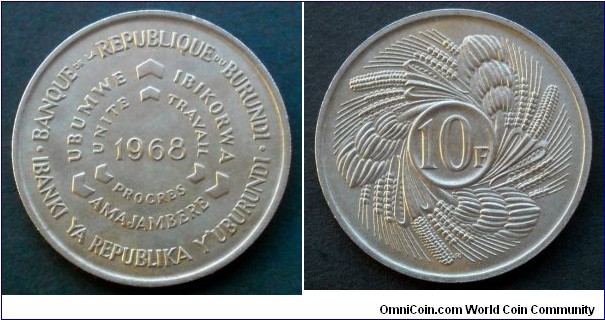 BANQUE DE LA REPUBLIQUE DU BURUNDI
IBANKI YA REPUBLIKA Y'UBURUNDI
UBUMWE IBIKORWA AMAJAMBERE
UNITE TRAVAIL PROGRES
1968
10F
OmniCoin.com World Coin Community